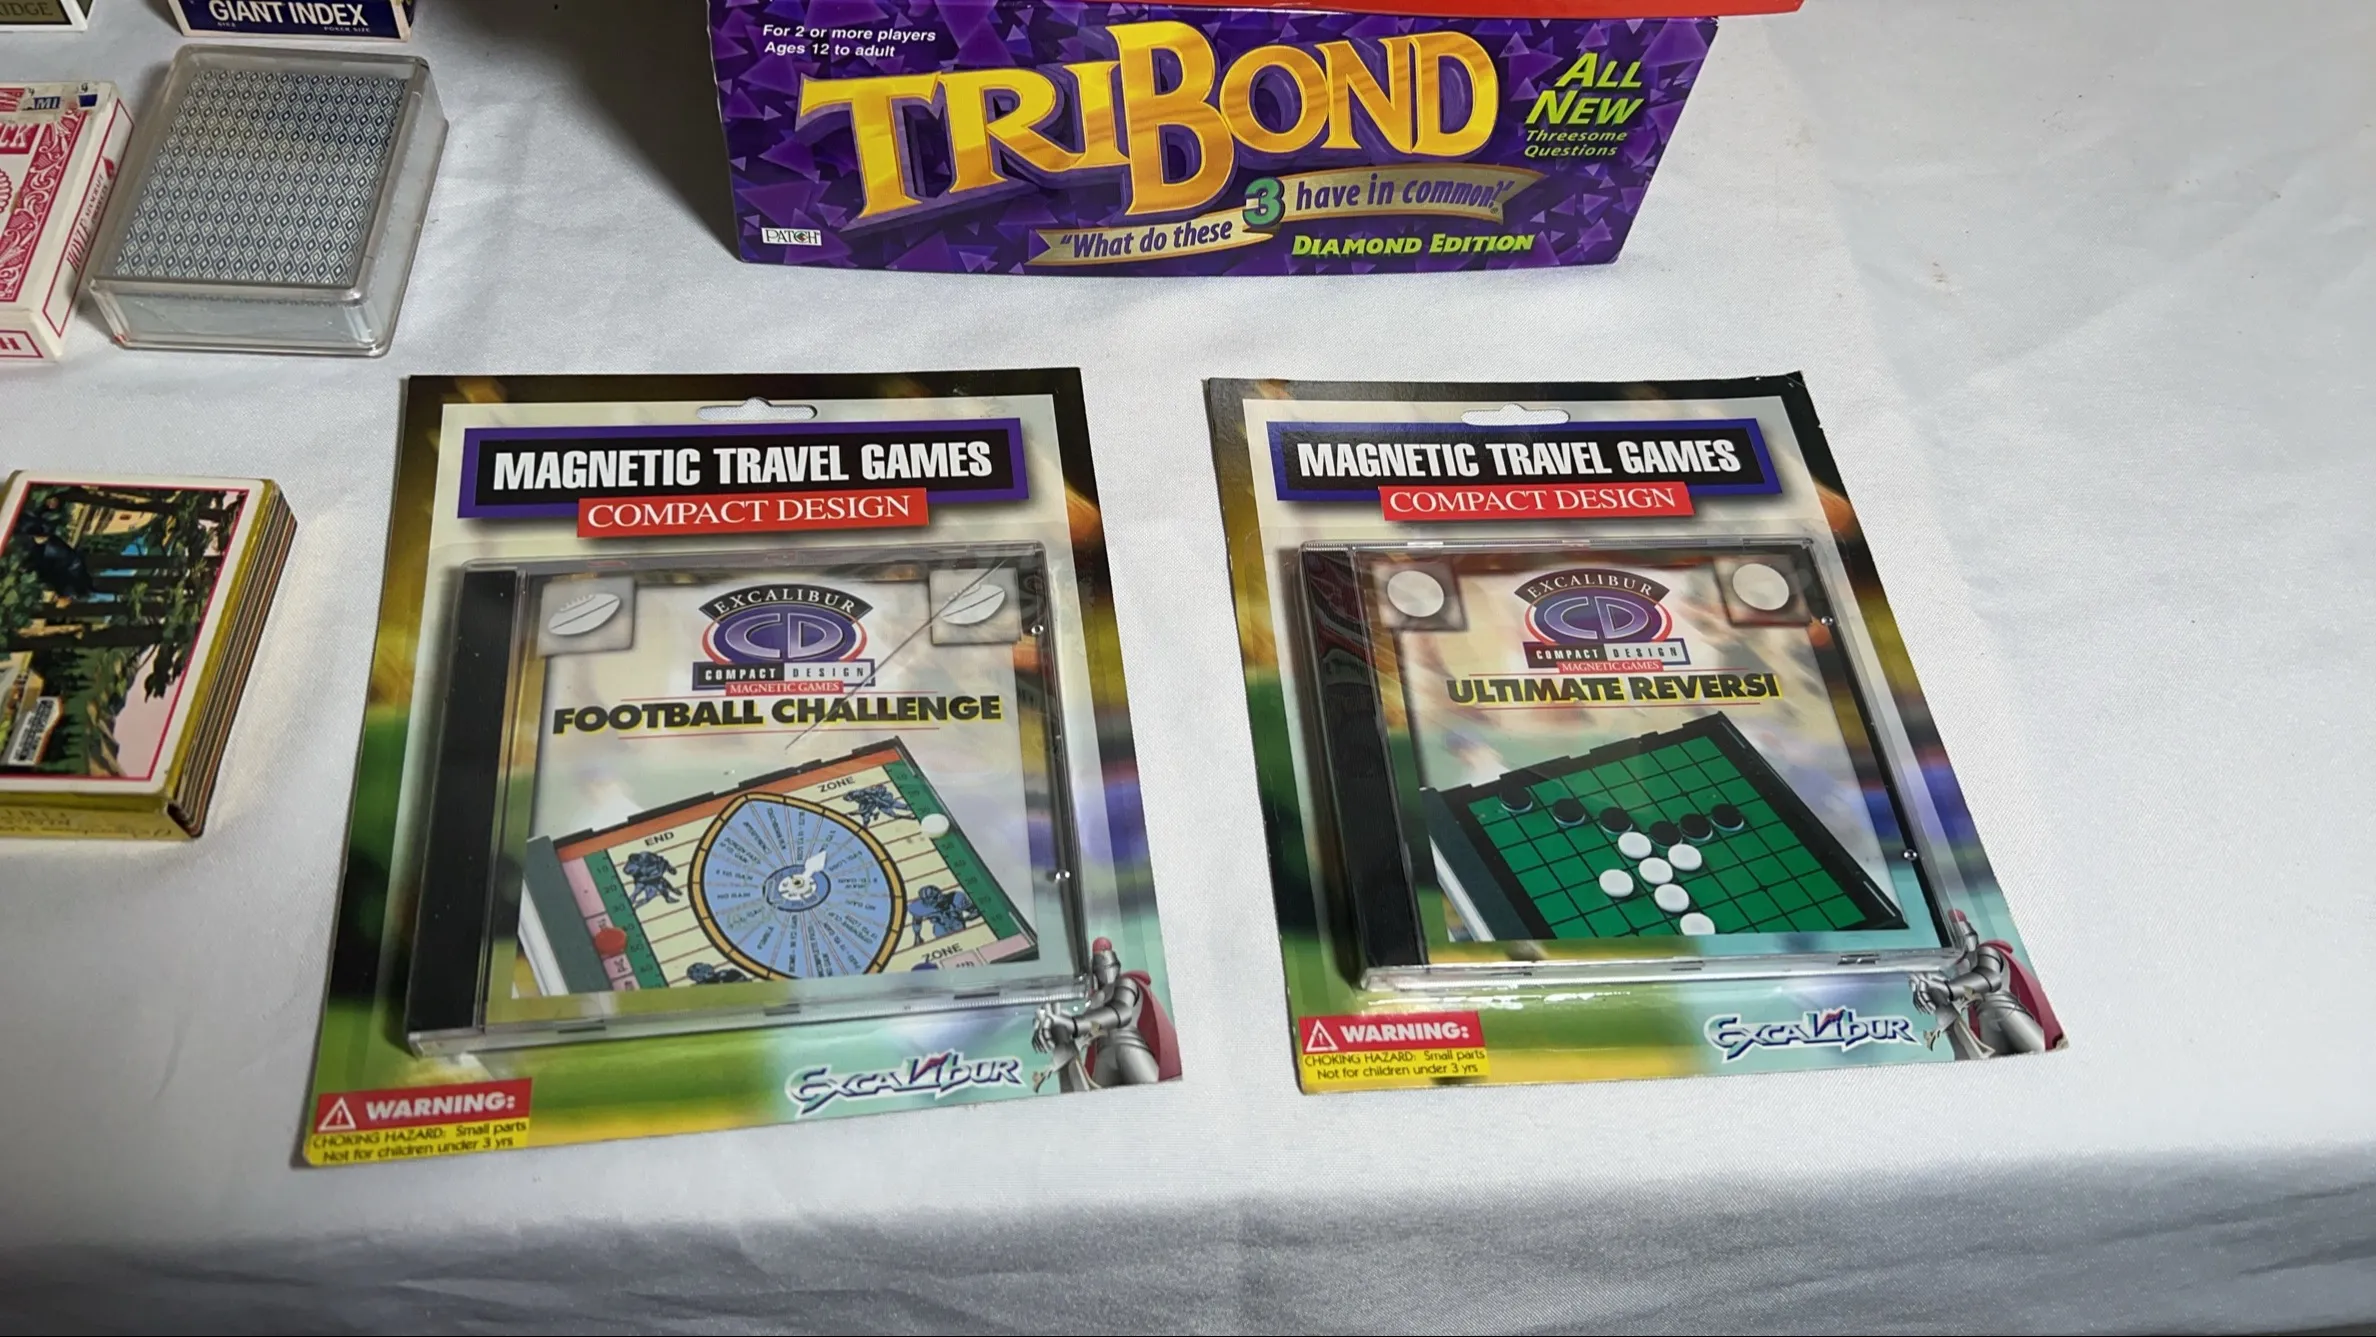 GIANT INDEX
POKER SIZE
For 2 or more players
Ages 12 to adult
TRIBOND
ALL
NEW
Threesome
Questions
"What do these 3 have in common?"
DIAMOND EDITION
PATCH
MAGNETIC TRAVEL GAMES
COMPACT DESIGN
EXCALIBUR
CD
COMPACT DESIGN
MAGNETIC GAMES
FOOTBALL CHALLENGE
END
ZONE
ZONE
EXCALIBUR
WARNING:
CHOKING HAZARD: Small parts
Not for children under 3 yrs
MAGNETIC TRAVEL GAMES
COMPACT DESIGN
EXCALIBUR
CD
COMPACT DESIGN
MAGNETIC GAMES
ULTIMATE REVERSI
EXCALIBUR
WARNING:
CHOKING HAZARD: Small parts
Not for children under 3 yrs